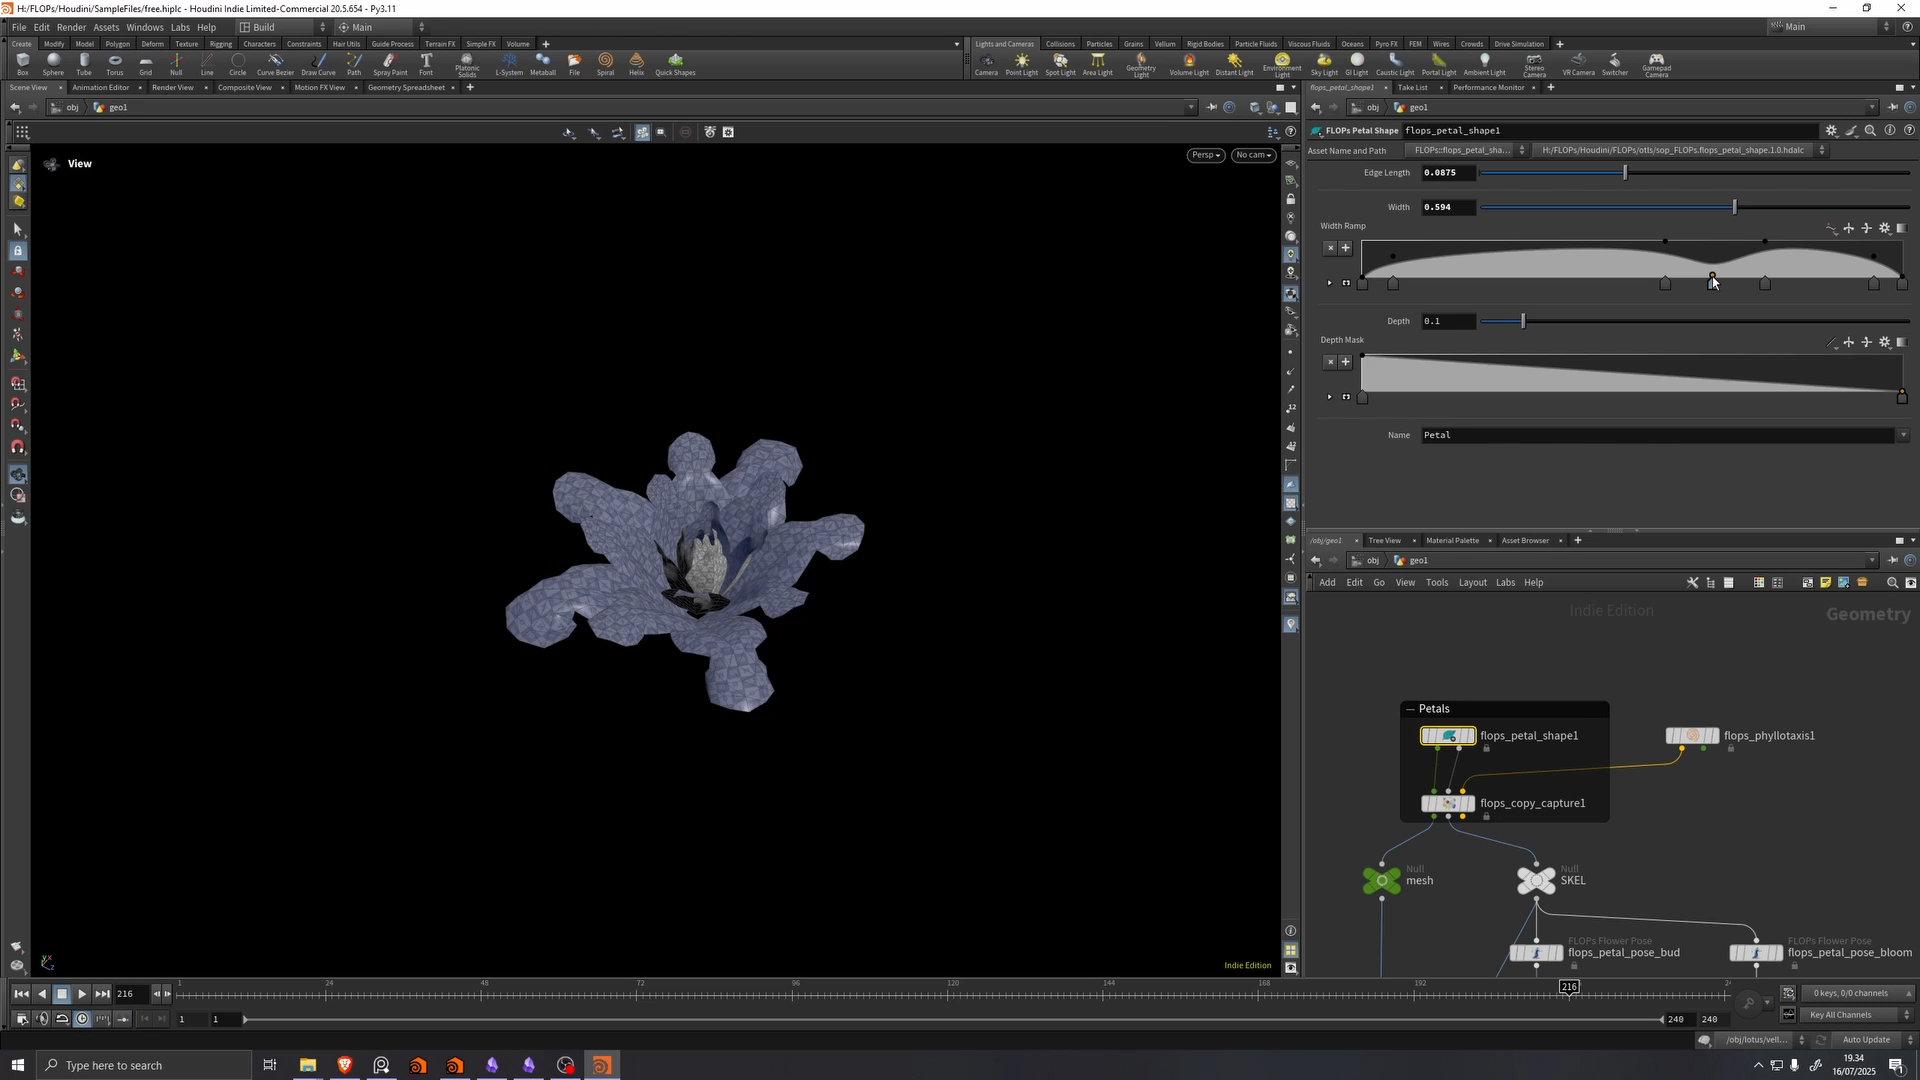 H:/FLOPs/Houdini/SampleFiles/free.hiplc - Houdini Indie Limited-Commercial 20.5.654 - Py3.11
File Edit Render Assets Windows Labs Help Build Main Main
Create Modify Model Polygon Deform Texture Rigging Characters Constraints Hair Utils Guide Process Terrain FX Simple FX Volume
Lights and Cameras Collisions Particles Grains Vellum Rigid Bodies Particle Fluids Viscous Fluids Oceans Pyro FX FEM Wires Crowds Drive Simulation
Box Sphere Tube Torus Grid Null Line Circle Curve Bezier Draw Curve Path Spray Paint Font Platonic Solids L-System Metaball File Spiral Helix Quick Shapes
Camera Point Light Spot Light Area Light Geometry Light Volume Light Distant Light Environment Light Sky Light GI Light Caustic Light Portal Light Ambient Light Stereo Camera VR Camera Switcher Gamepad Camera
Scene View Animation Editor Render View Composite View Motion FX View Geometry Spreadsheet
flops_petal_shape1 Take List Performance Monitor
obj geo1
obj geo1
FLOPs Petal Shape flops_petal_shape1
Asset Name and Path FLOPs::flops_petal_sha... H:/FLOPs/Houdini/FLOPs/otls/sop_FLOPs.flops_petal_shape.1.0.hdalc
View
Persp No cam
Edge Length 0.0875
Width 0.594
Width Ramp
Depth 0.1
Depth Mask
Name Petal
/obj/geo1 Tree View Material Palette Asset Browser
obj geo1
Add Edit Go View Tools Layout Labs Help
Indie Edition Geometry
Petals
flops_petal_shape1
flops_phyllotaxis1
flops_copy_capture1
Null
mesh
Null
SKEL
FLOPs Flower Pose
flops_petal_pose_bud
FLOPs Flower Pose
flops_petal_pose_bloom
Indie Edition
216 1 24 48 72 96 120 144 168 192 216
0 keys, 0/0 channels
1 1 240 240
Key All Channels
/obj/lotus/vell... Auto Update
Type here to search
19.34
16/07/2025